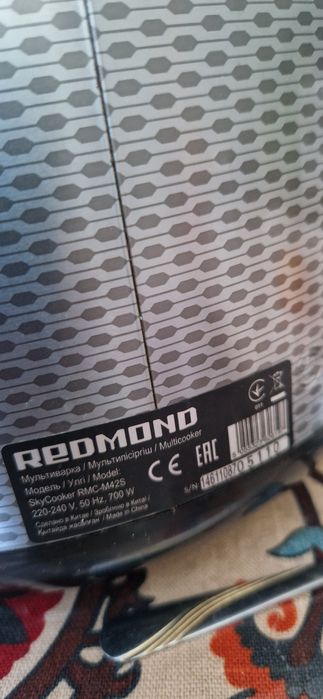 REDMOND
Мультиварка / Мультипісіргіш / Multicooker
Модель / Үлгі / Model:
SkyCooker RMC-M42S
220-240 V, 50 Hz, 700 W
Сделано в Китае / Зроблено в Китаї /
Қытайда жасалған / Made in China
CE EAC
011
S/N: